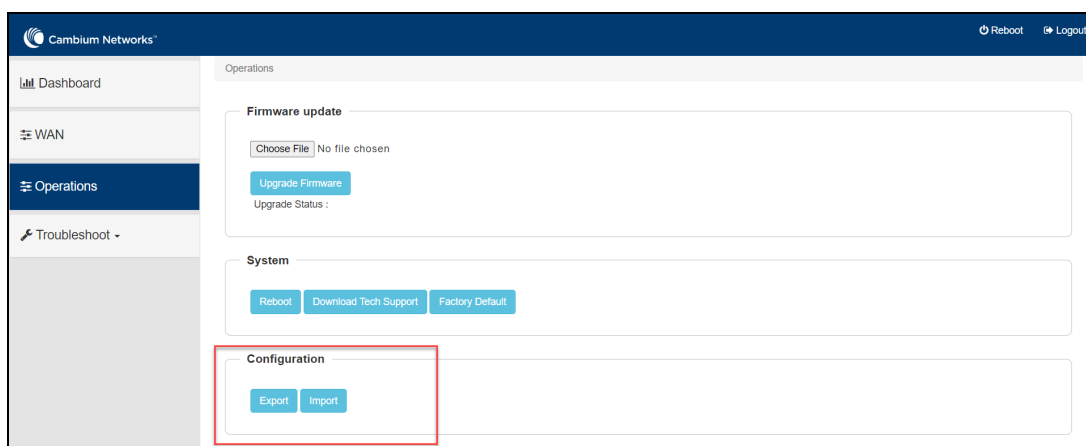 Cambium Networks™
Reboot Logout
Dashboard
WAN
Operations
Troubleshoot
Operations
Firmware update
Choose File No file chosen
Upgrade Firmware
Upgrade Status :
System
Reboot Download Tech Support Factory Default
Configuration
Export Import